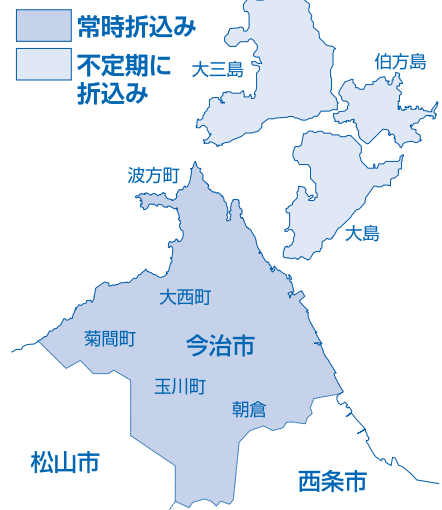 常時折込み
不定期に
折込み
大三島
伯方島
波方町
大島
大西町
菊間町
今治市
玉川町
朝倉
松山市
西条市